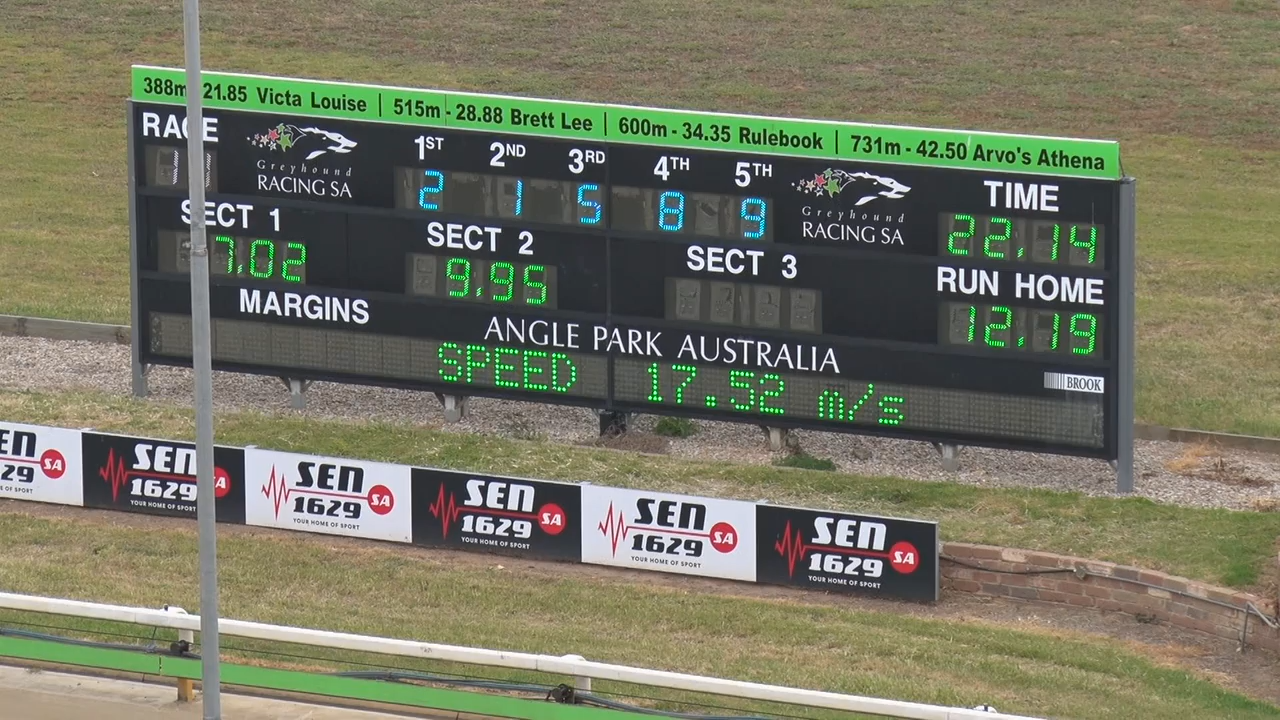 388m 21.85 Victa Louise | 515m - 28.88 Brett Lee | 600m - 34.35 Rulebook | 731m - 42.50 Arvo's Athena
RACE
11
Greyhound
RACING SA
1ST 2ND 3RD 4TH 5TH
2 1 5 8 9
Greyhound
RACING SA
TIME
22.14
SECT 1
7.02
SECT 2
9.95
SECT 3
RUN HOME
12.19
MARGINS
ANGLE PARK AUSTRALIA
SPEED 17.52 m/s
BROOK
EN
29
SA
YOUR HOME OF SPORT
SEN
1629
SA
YOUR HOME OF SPORT
SEN
1629
SA
YOUR HOME OF SPORT
SEN
1629
SA
YOUR HOME OF SPORT
SEN
1629
SA
YOUR HOME OF SPORT
SEN
1629
SA
YOUR HOME OF SPORT